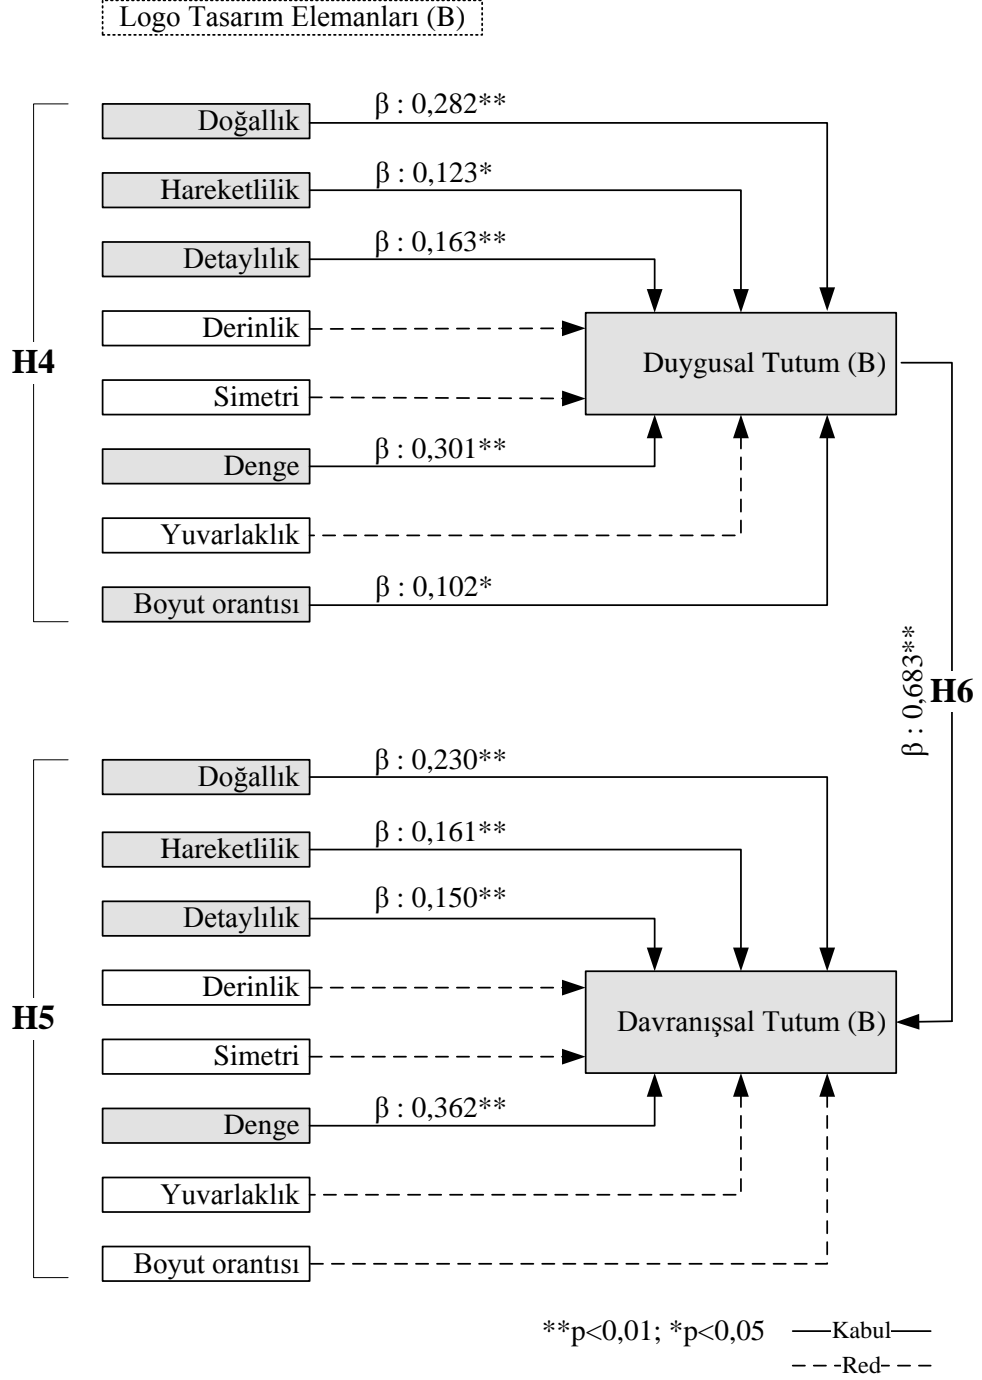 Logo Tasarım Elemanları (B)
β : 0,282**
Doğallık
β : 0,123*
Hareketlilik
β : 0,163**
Detaylılık
Derinlik
H4
Duygusal Tutum (B)
Simetri
β : 0,301**
Denge
Yuvarlaklık
β : 0,102*
Boyut orantısı
β : 0,683**
H6
β : 0,230**
Doğallık
β : 0,161**
Hareketlilik
β : 0,150**
Detaylılık
Derinlik
H5
Davranışsal Tutum (B)
Simetri
β : 0,362**
Denge
Yuvarlaklık
Boyut orantısı
**p<0,01; *p<0,05
Kabul
Red